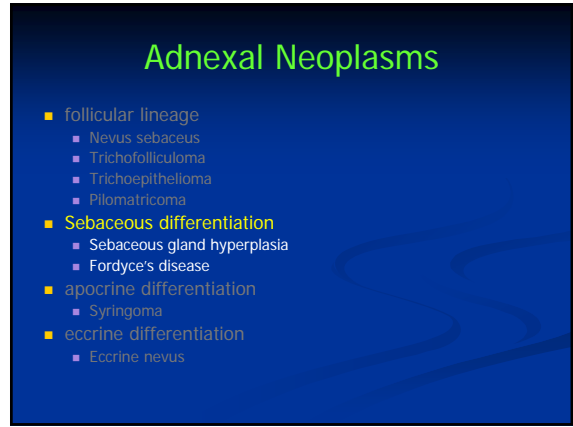 Adnexal Neoplasms
follicular lineage
Nevus sebaceus
Trichofolliculoma
Trichoepithelioma
Pilomatricoma
Sebaceous differentiation
Sebaceous gland hyperplasia
Fordyce's disease
apocrine differentiation
Syringoma
eccrine differentiation
Eccrine nevus